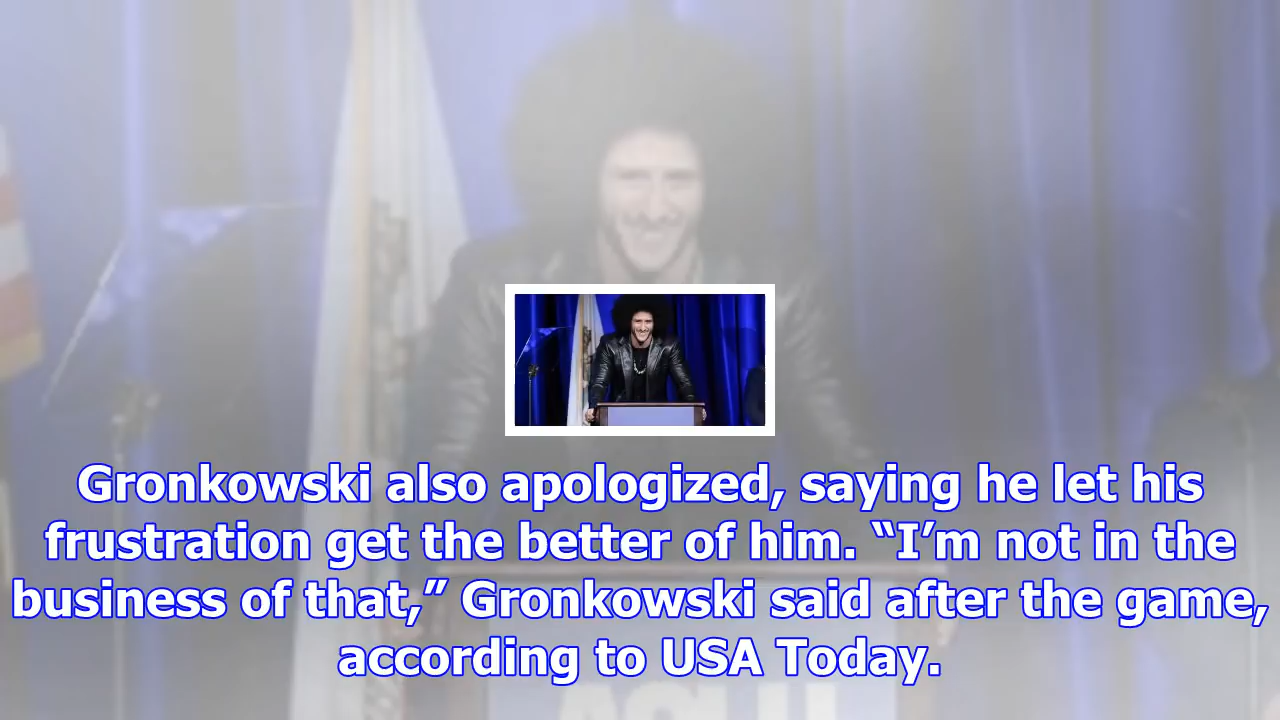 Gronkowski also apologized, saying he let his
frustration get the better of him. “I’m not in the
business of that,” Gronkowski said after the game,
according to USA Today.